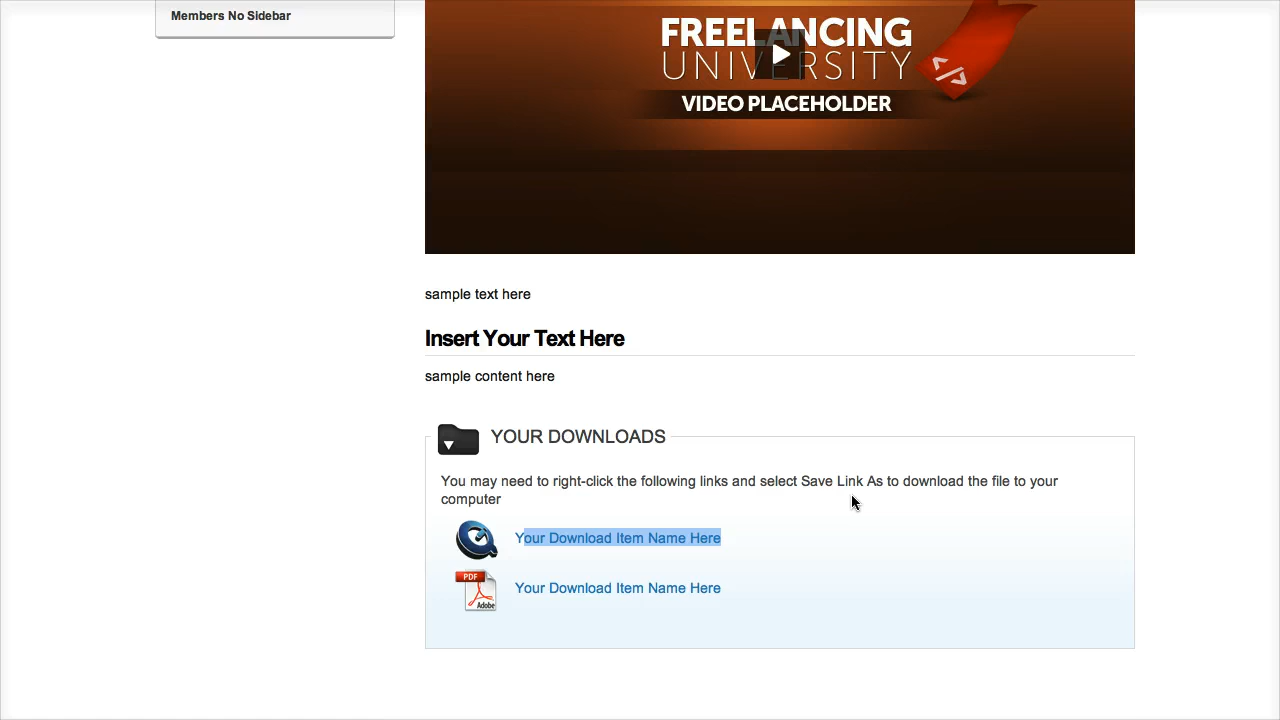 Members No Sidebar
FREELANCING
UNIVERSITY
</>
VIDEO PLACEHOLDER
sample text here
Insert Your Text Here
sample content here
YOUR DOWNLOADS
You may need to right-click the following links and select Save Link As to download the file to your
computer
Your Download Item Name Here
PDF
Adobe
Your Download Item Name Here